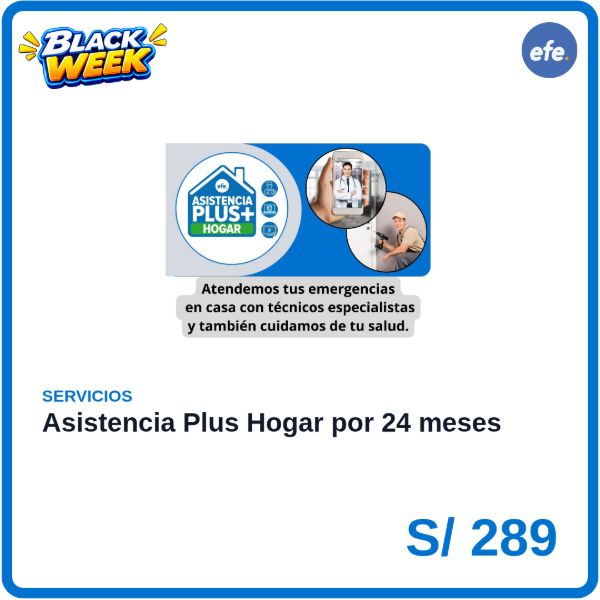 BLACK
WEEK
efe.
efe
ASISTENCIA
PLUS+
HOGAR
Atendemos tus emergencias
en casa con técnicos especialistas
y también cuidamos de tu salud.
SERVICIOS
Asistencia Plus Hogar por 24 meses
S/ 289